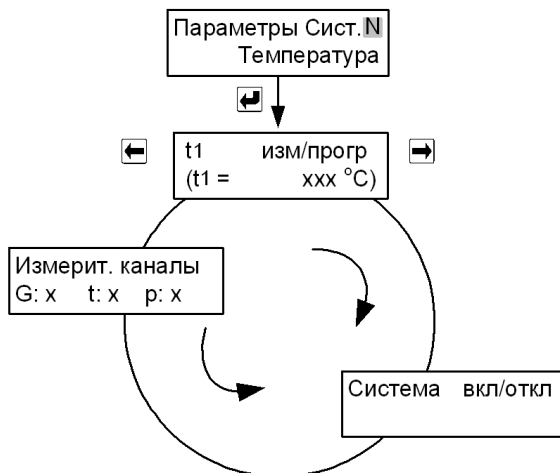 Параметры Сист.N
Температура
t1 изм/прогр
(t1 = xxx °C)
Измерит. каналы
G: x t: x p: x
Система вкл/откл